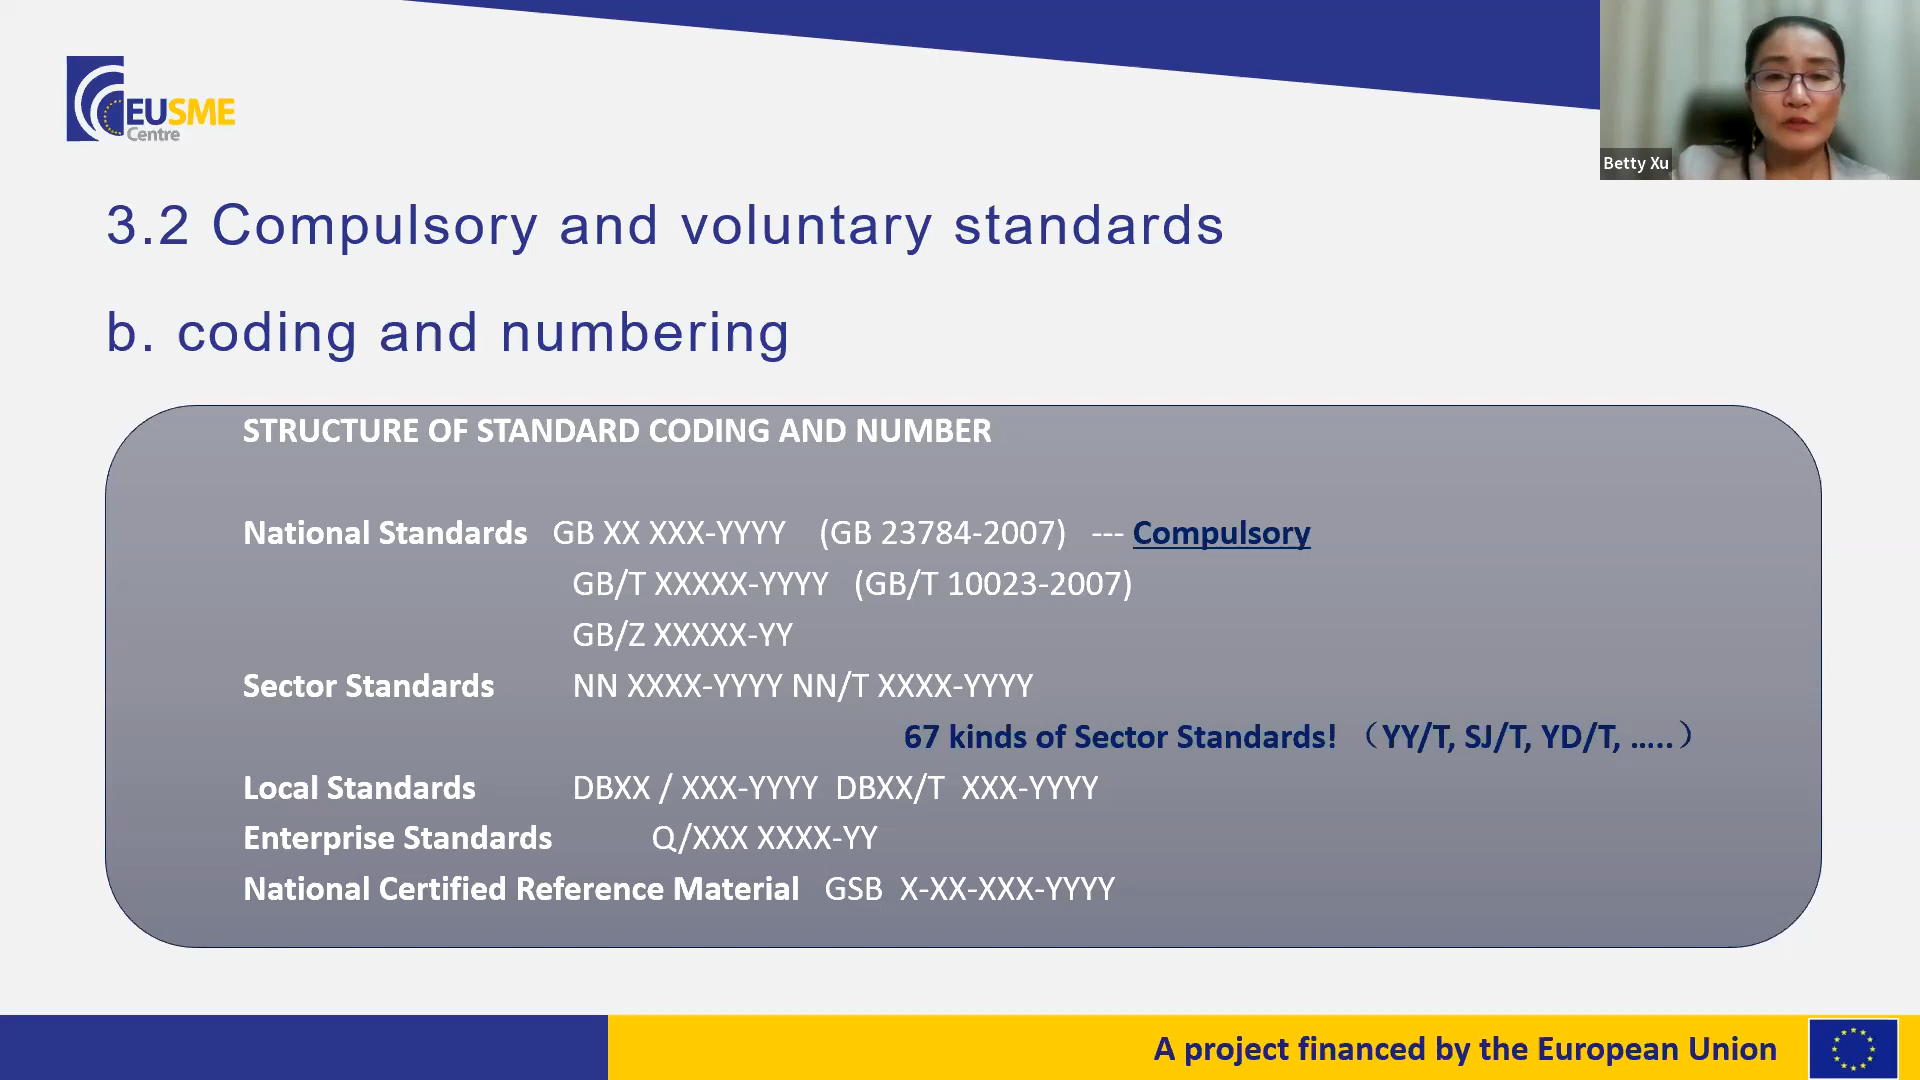 EUSME
Centre
Betty Xu
3.2 Compulsory and voluntary standards
b. coding and numbering
STRUCTURE OF STANDARD CODING AND NUMBER
National Standards GB XX XXX-YYYY (GB 23784-2007) --- Compulsory
GB/T XXXXX-YYYY (GB/T 10023-2007)
GB/Z XXXXX-YY
Sector Standards NN XXXX-YYYY NN/T XXXX-YYYY
67 kinds of Sector Standards! （YY/T, SJ/T, YD/T, …..）
Local Standards DBXX / XXX-YYYY DBXX/T XXX-YYYY
Enterprise Standards Q/XXX XXXX-YY
National Certified Reference Material GSB X-XX-XXX-YYYY
A project financed by the European Union